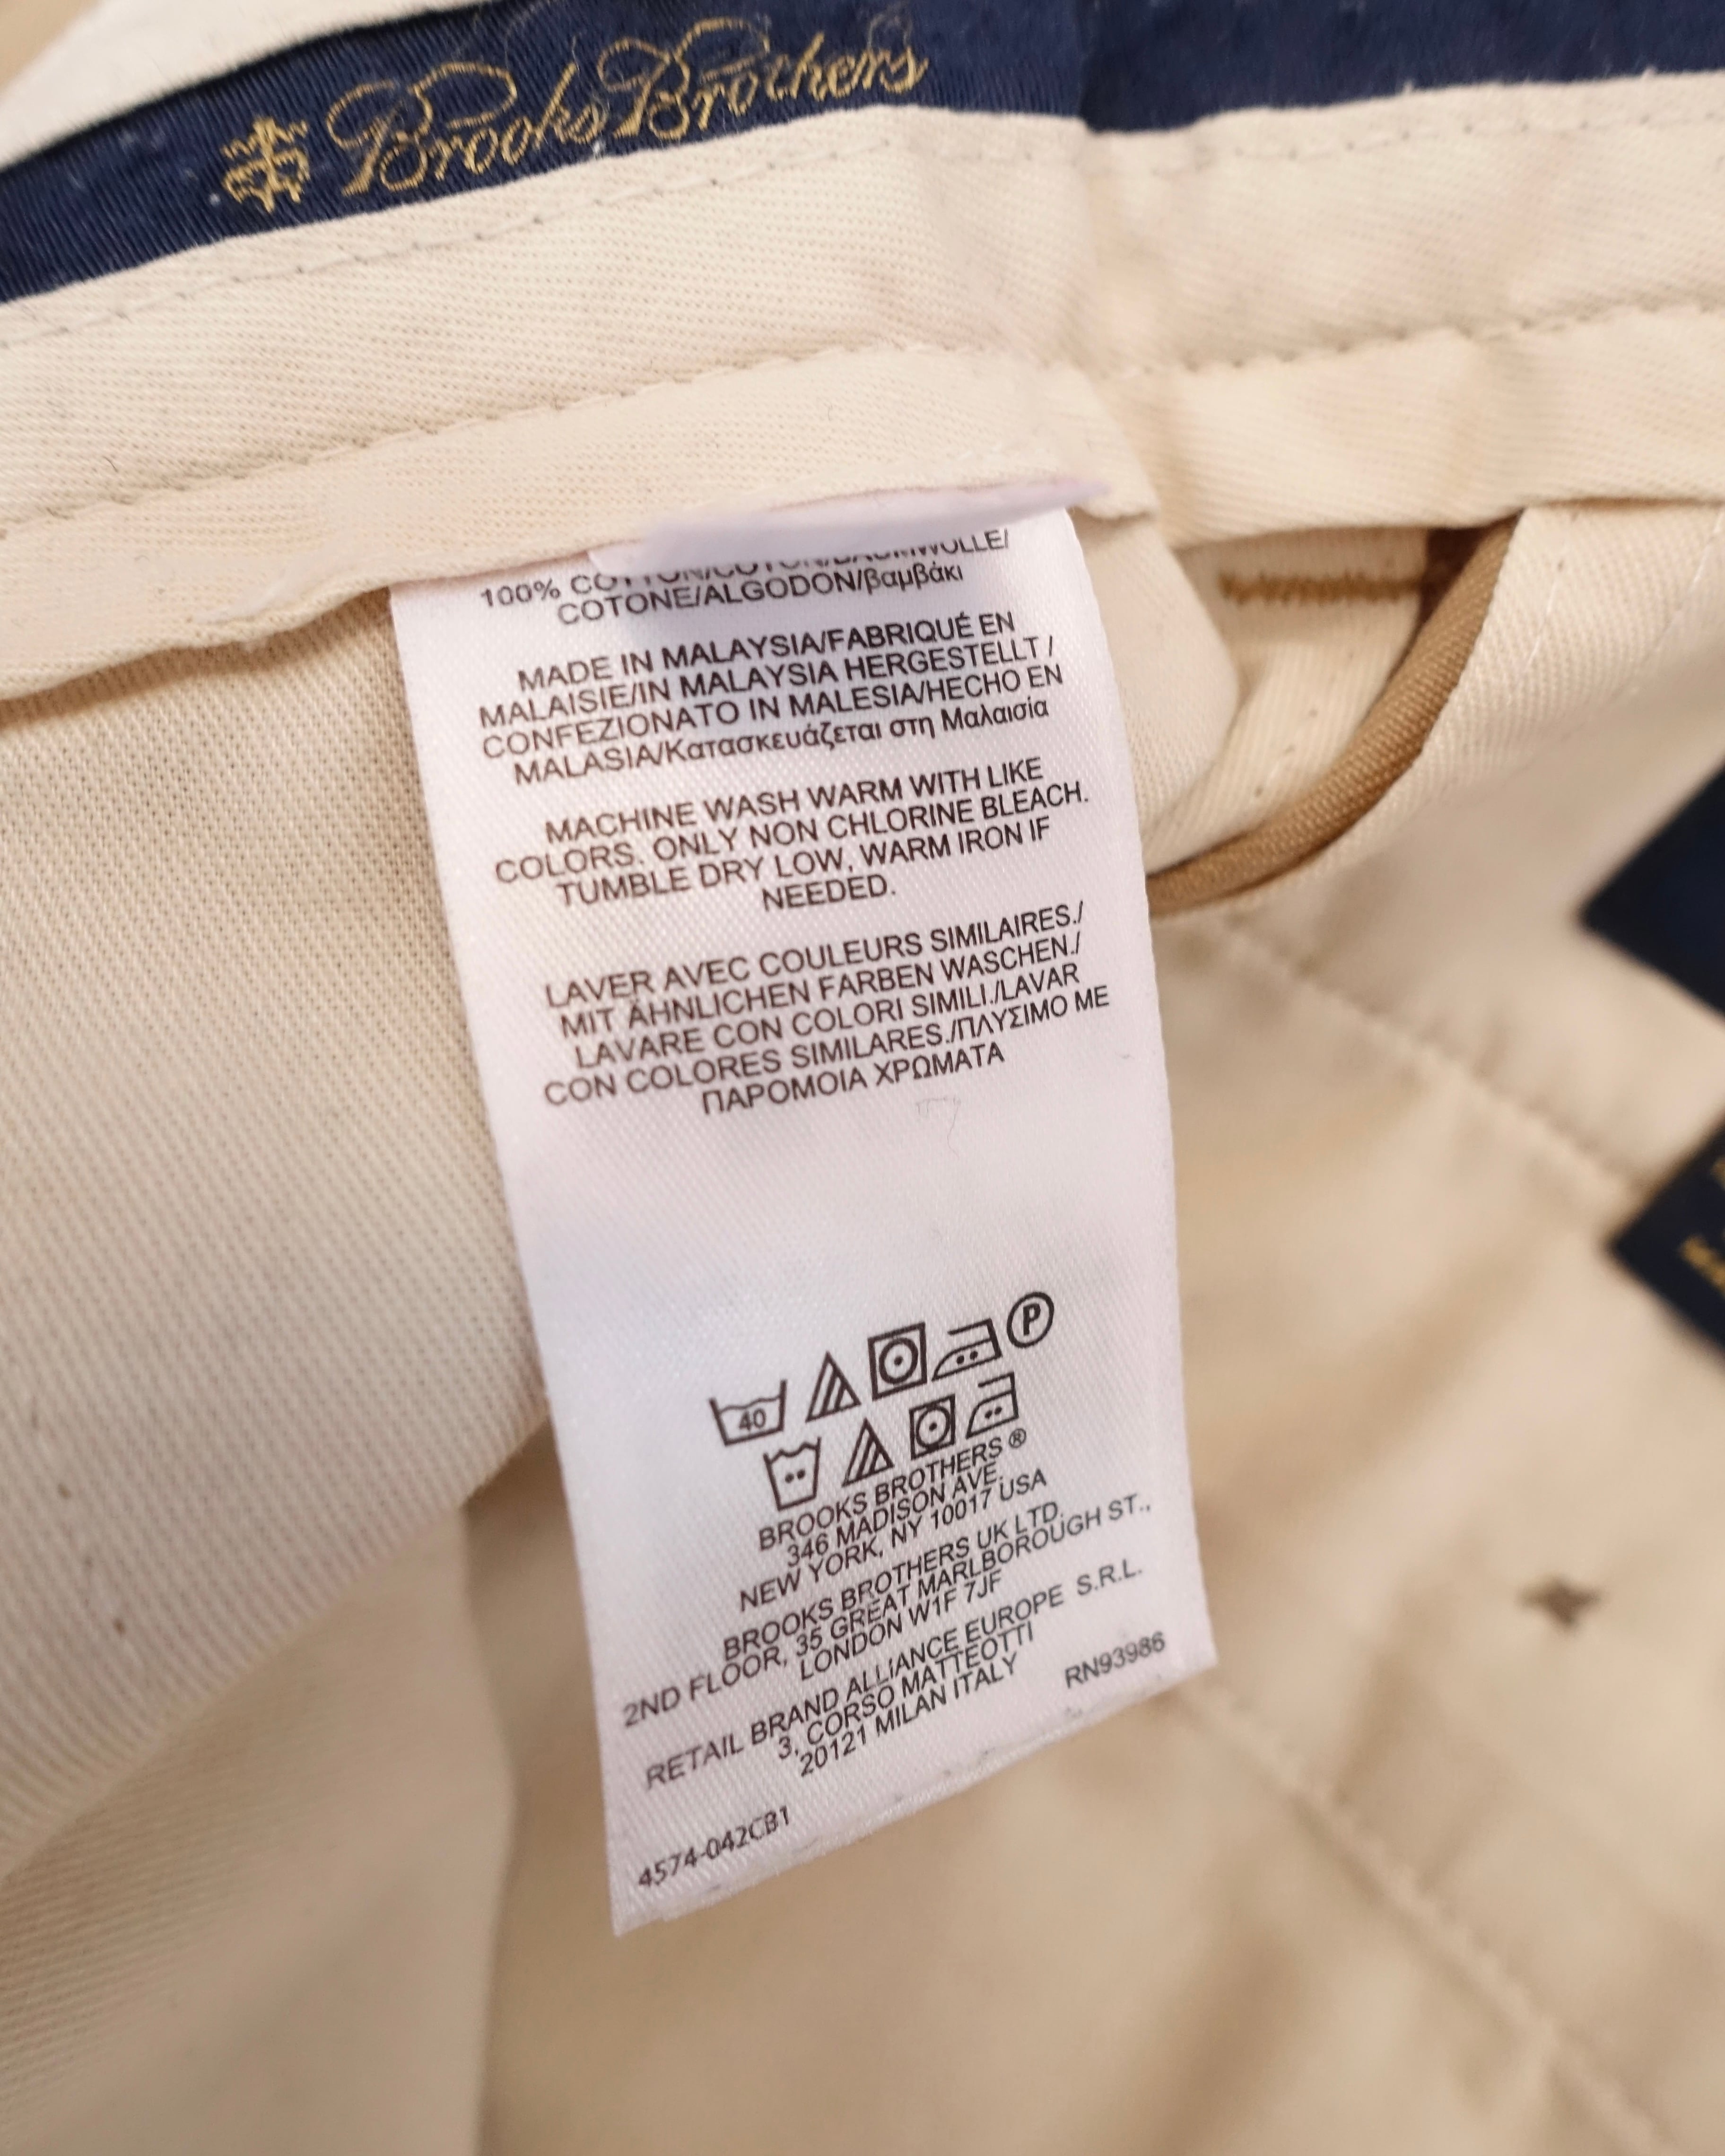 Brooks Brothers
100% COTTON/COTON/BAUMWOLLE/
COTONE/ALGODON/βαμβάκι
MADE IN MALAYSIA/FABRIQUÉ EN
MALAISIE/IN MALAYSIA HERGESTELLT /
CONFEZIONATO IN MALESIA/HECHO EN
MALASIA/Κατασκευάζεται στη Μαλαισία
MACHINE WASH WARM WITH LIKE
COLORS. ONLY NON CHLORINE BLEACH.
TUMBLE DRY LOW, WARM IRON IF
NEEDED.
LAVER AVEC COULEURS SIMILAIRES./
MIT ÄHNLICHEN FARBEN WASCHEN./
LAVARE CON COLORI SIMILI./LAVAR
CON COLORES SIMILARES./ΠΛΥΣΙΜΟ ΜΕ
ΠΑΡΟΜΟΙΑ ΧΡΩΜΑΤΑ
40 P
BROOKS BROTHERS ®
346 MADISON AVE.
NEW YORK, NY 10017 USA
BROOKS BROTHERS UK LTD.
2ND FLOOR, 35 GREAT MARLBOROUGH ST.,
LONDON W1F 7JF
RETAIL BRAND ALLIANCE EUROPE S.R.L.
3, CORSO MATTEOTTI
20121 MILAN ITALY
RN93986
4574-042CB1